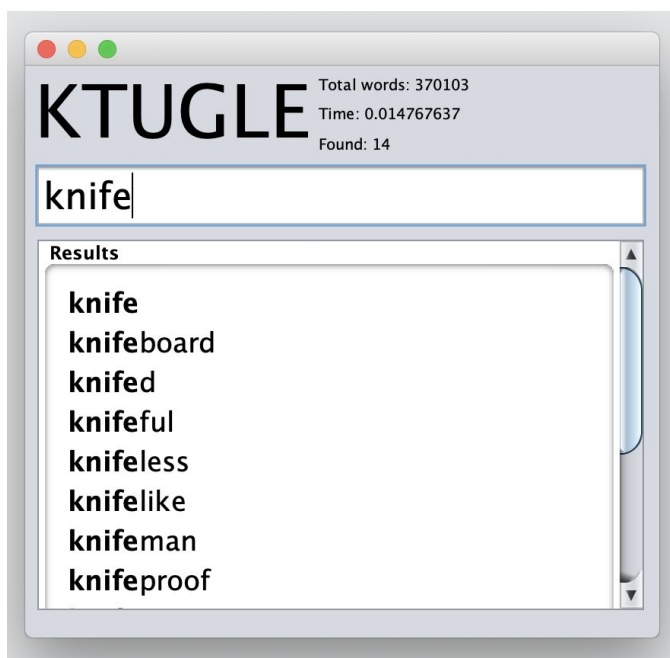 KTUGLE
Total words: 370103
Time: 0.014767637
Found: 14
knife
Results
knife
knifeboard
knifed
knifeful
knifeless
knifelike
knifeman
knifeproof